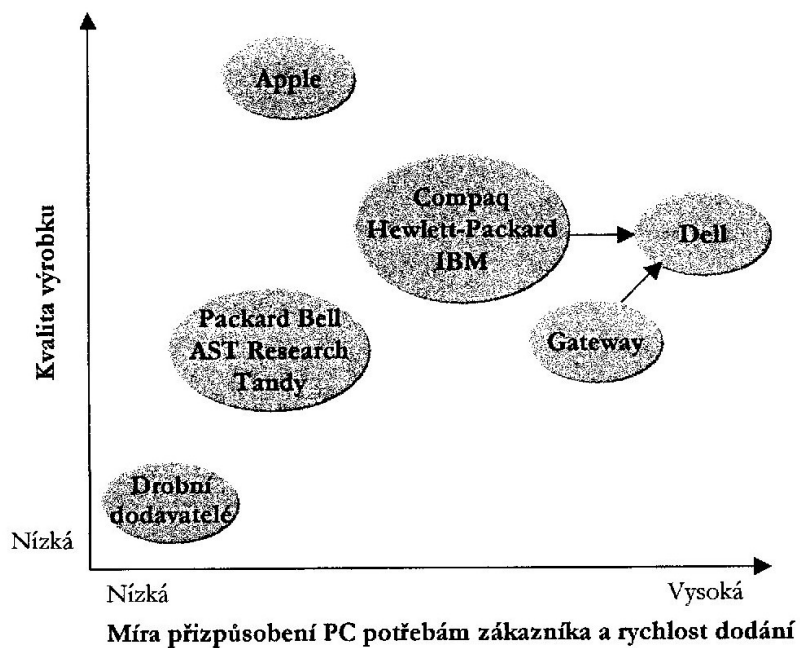 Apple
Compaq
Hewlett-Packard
IBM
Dell
Packard Bell
AST Research
Tandy
Gateway
Drobní
dodavatelé
Kvalita výrobku
Nízká
Nízká
Vysoká
Míra přizpůsobení PC potřebám zákazníka a rychlost dodání